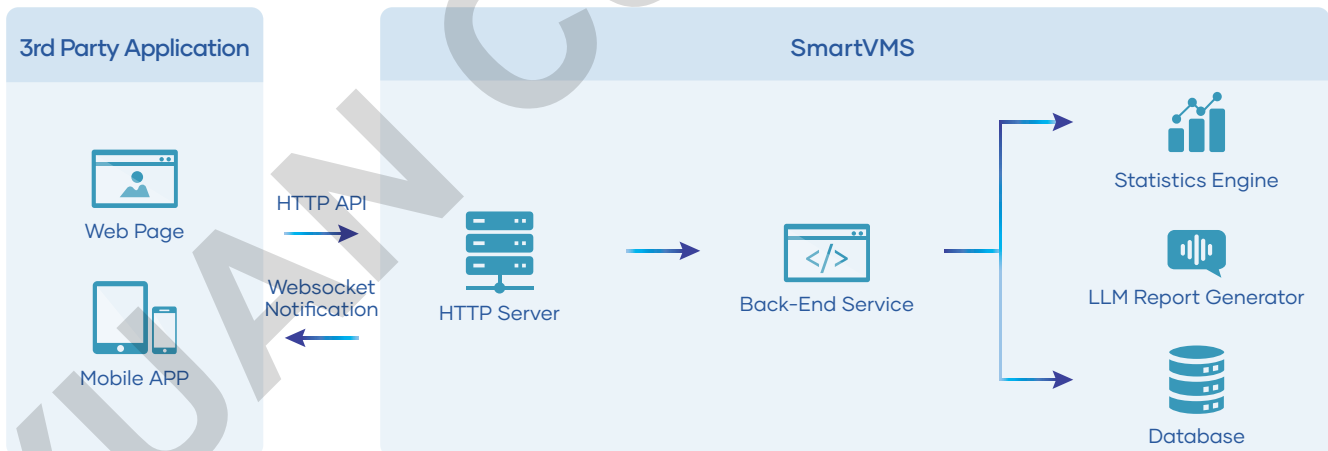 3rd Party Application
SmartVMS
Web Page
Mobile APP
HTTP API
Websocket
Notification
HTTP Server
</>
Back-End Service
Statistics Engine
LLM Report Generator
Database
YUAN